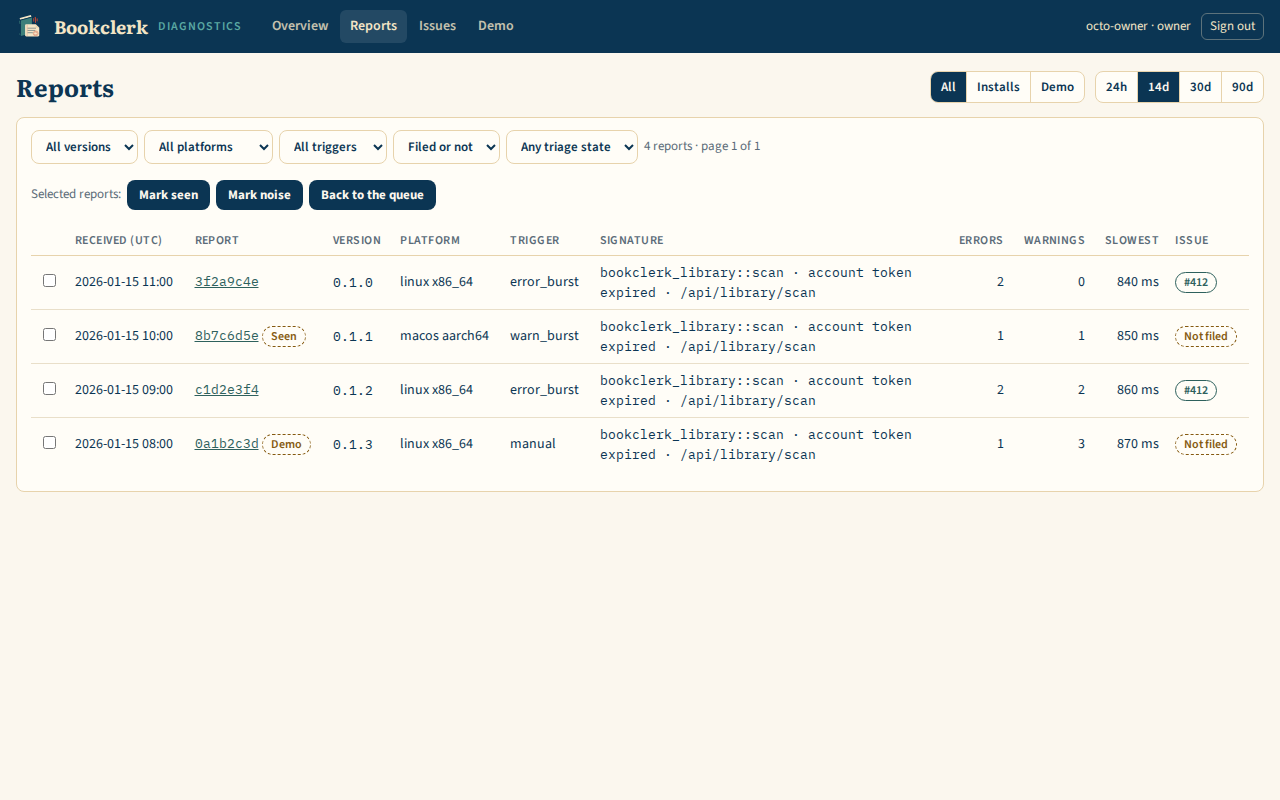 Bookclerk DIAGNOSTICS Overview Reports Issues Demo octo-owner · owner Sign out
Reports All Installs Demo 24h 14d 30d 90d
All versions All platforms All triggers Filed or not Any triage state 4 reports · page 1 of 1
Selected reports: Mark seen Mark noise Back to the queue
RECEIVED (UTC) REPORT VERSION PLATFORM TRIGGER SIGNATURE ERRORS WARNINGS SLOWEST ISSUE
2026-01-15 11:00 3f2a9c4e 0.1.0 linux x86_64 error_burst bookclerk_library::scan · account token 2 0 840 ms #412
expired · /api/library/scan
2026-01-15 10:00 8b7c6d5e Seen 0.1.1 macos aarch64 warn_burst bookclerk_library::scan · account token 1 1 850 ms Not filed
expired · /api/library/scan
2026-01-15 09:00 c1d2e3f4 0.1.2 linux x86_64 error_burst bookclerk_library::scan · account token 2 2 860 ms #412
expired · /api/library/scan
2026-01-15 08:00 0a1b2c3d Demo 0.1.3 linux x86_64 manual bookclerk_library::scan · account token 1 3 870 ms Not filed
expired · /api/library/scan